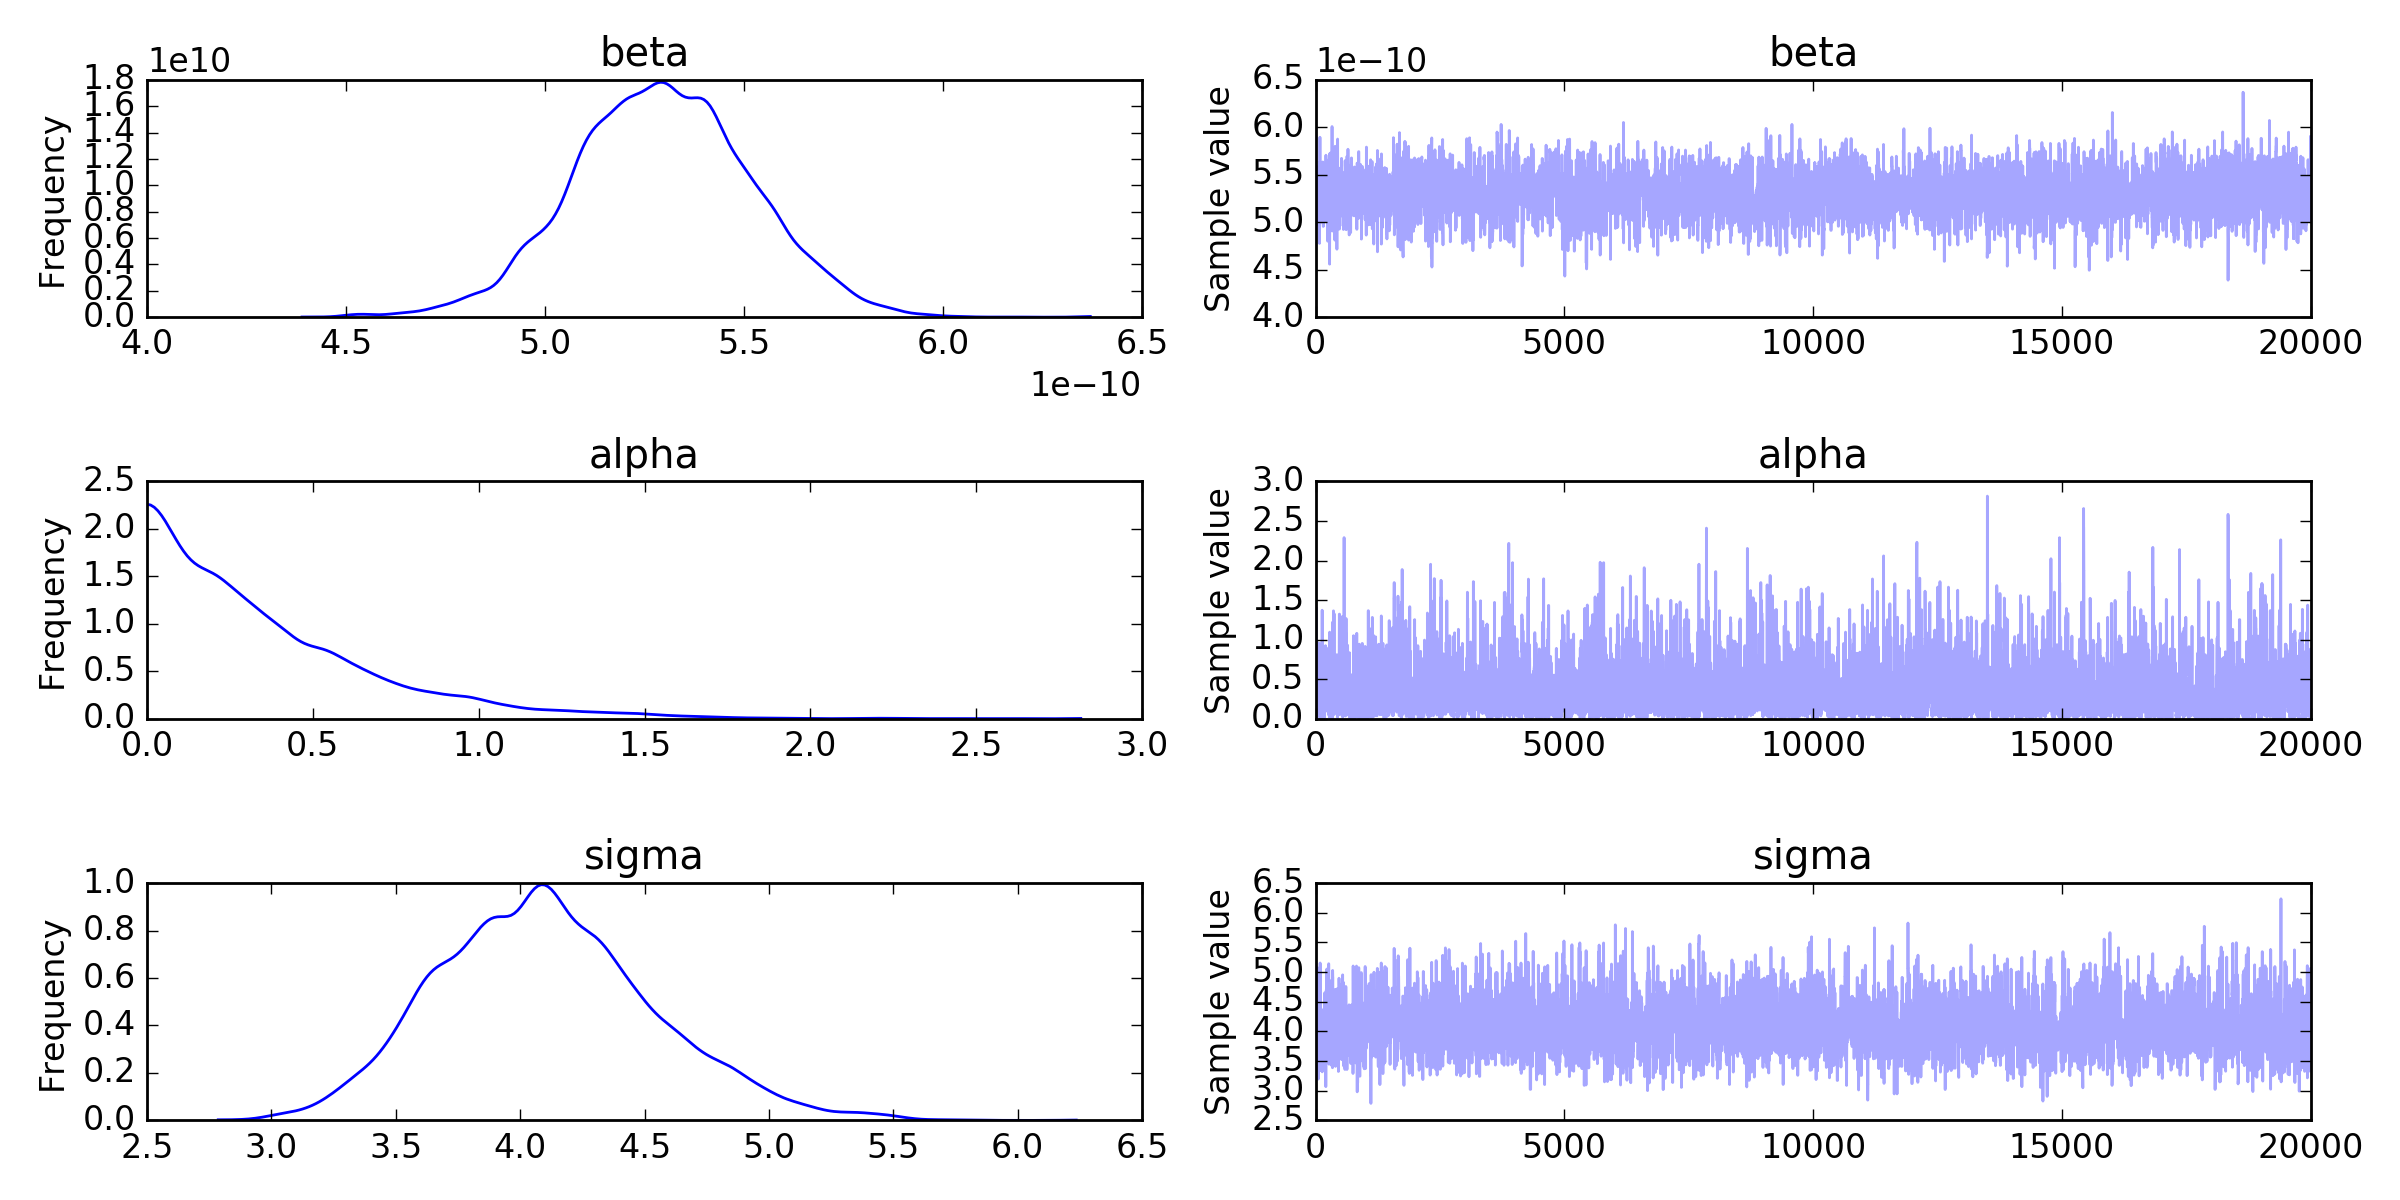 beta
1e10
Frequency
1.8
1.6
1.4
1.2
1.0
0.8
0.6
0.4
0.2
0.0
4.0 4.5 5.0 5.5 6.0 6.5
1e−10
beta
1e−10
Sample value
6.5
6.0
5.5
5.0
4.5
4.0
0 5000 10000 15000 20000
alpha
Frequency
2.5
2.0
1.5
1.0
0.5
0.0
0.0 0.5 1.0 1.5 2.0 2.5 3.0
alpha
Sample value
3.0
2.5
2.0
1.5
1.0
0.5
0.0
0 5000 10000 15000 20000
sigma
Frequency
1.0
0.8
0.6
0.4
0.2
0.0
2.5 3.0 3.5 4.0 4.5 5.0 5.5 6.0 6.5
sigma
Sample value
6.5
6.0
5.5
5.0
4.5
4.0
3.5
3.0
2.5
0 5000 10000 15000 20000